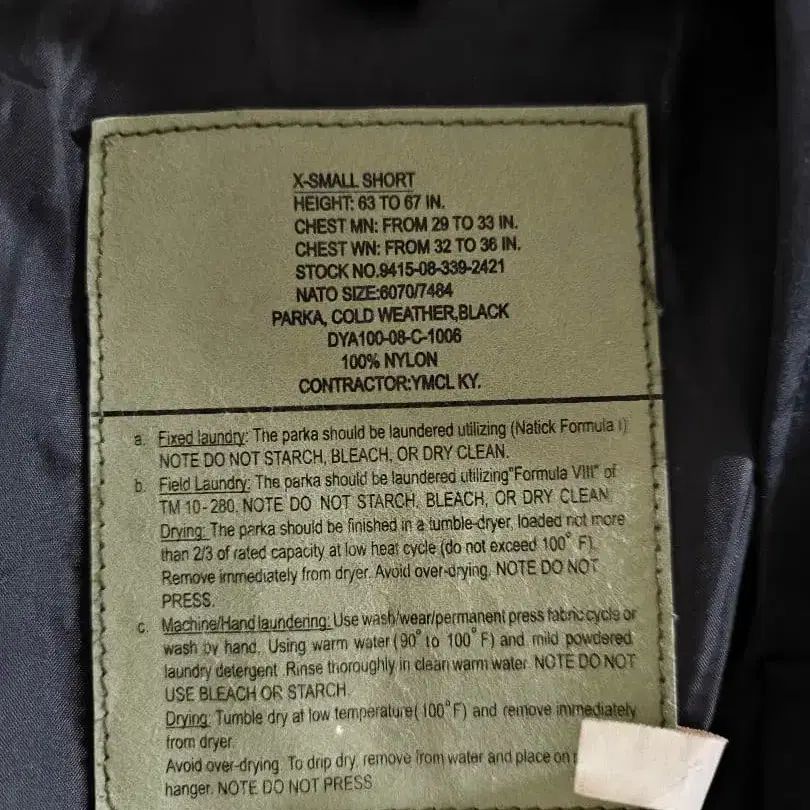 X-SMALL SHORT
HEIGHT: 63 TO 67 IN.
CHEST MN: FROM 29 TO 33 IN.
CHEST WN: FROM 32 TO 36 IN.
STOCK NO.9415-08-339-2421
NATO SIZE:6070/7484
PARKA, COLD WEATHER,BLACK
DYA100-08-C-1006
100% NYLON
CONTRACTOR:YMCL KY.
a. Fixed laundry: The parka should be laundered utilizing (Natick Formula I)
NOTE DO NOT STARCH, BLEACH, OR DRY CLEAN.
b. Field Laundry: The parka should be laundered utilizing"Formula VIII" of
TM 10-280. NOTE DO NOT STARCH, BLEACH, OR DRY CLEAN
Drying: The parka should be finished in a tumble-dryer, loaded not more
than 2/3 of rated capacity at low heat cycle (do not exceed 100° F).
Remove immediately from dryer. Avoid over-drying. NOTE DO NOT
PRESS.
c. Machine/Hand laundering: Use wash/wear/permanent press fabric cycle or
wash by hand. Using warm water (90° to 100° F) and mild powdered
laundry detergent. Rinse thoroughly in clean warm water. NOTE DO NOT
USE BLEACH OR STARCH.
Drying: Tumble dry at low temperature( 100°F) and remove immediately
from dryer.
Avoid over-drying. To drip dry, remove from water and place on
hanger. NOTE DO NOT PRESS